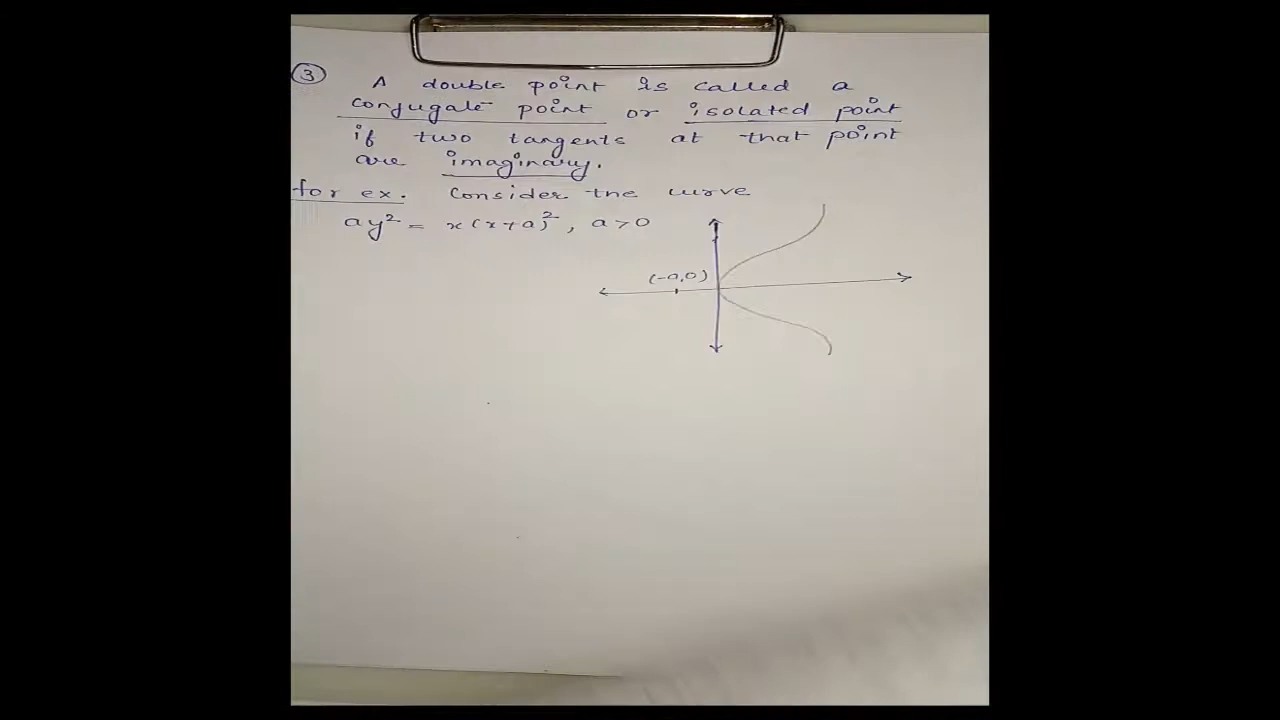 ③ A double point is called a
conjugate point or isolated point
if two tangents at that point
are imaginary.
for ex. Consider the curve
ay² = x(x+a)², a>0
(-a,0)